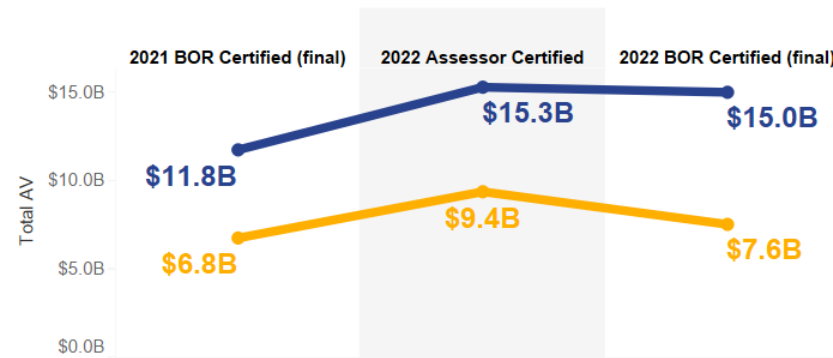 2021 BOR Certified (final) 2022 Assessor Certified 2022 BOR Certified (final)
$15.0B
$15.3B
$15.0B
$11.8B
$10.0B
$9.4B
$7.6B
$6.8B
$5.0B
$0.0B
Total AV